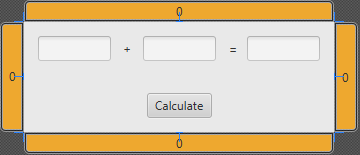 0
+ =
0 0
Calculate
0